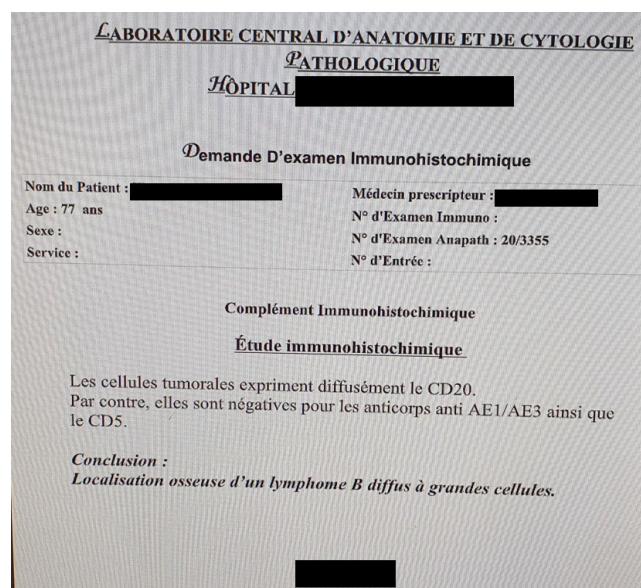 LABORATOIRE CENTRAL D'ANATOMIE ET DE CYTOLOGIE
PATHOLOGIQUE
HÔPITAL
Demande D'examen Immunohistochimique
Nom du Patient :
Age : 77 ans
Sexe :
Service :
Médecin prescripteur :
N° d'Examen Immuno :
N° d'Examen Anapath : 20/3355
N° d'Entrée :
Complément Immunohistochimique
Étude immunohistochimique
Les cellules tumorales expriment diffusément le CD20.
Par contre, elles sont négatives pour les anticorps anti AE1/AE3 ainsi que
le CD5.
Conclusion :
Localisation osseuse d'un lymphome B diffus à grandes cellules.